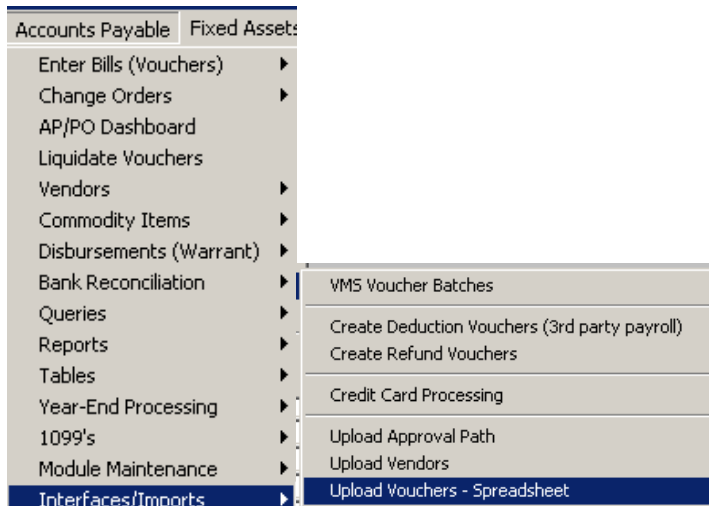 Accounts Payable Fixed Assets
Enter Bills (Vouchers)
Change Orders
AP/PO Dashboard
Liquidate Vouchers
Vendors
Commodity Items
Disbursements (Warrant)
Bank Reconciliation
Queries
Reports
Tables
Year-End Processing
1099's
Module Maintenance
Interfaces/Imports
VMS Voucher Batches
Create Deduction Vouchers (3rd party payroll)
Create Refund Vouchers
Credit Card Processing
Upload Approval Path
Upload Vendors
Upload Vouchers - Spreadsheet